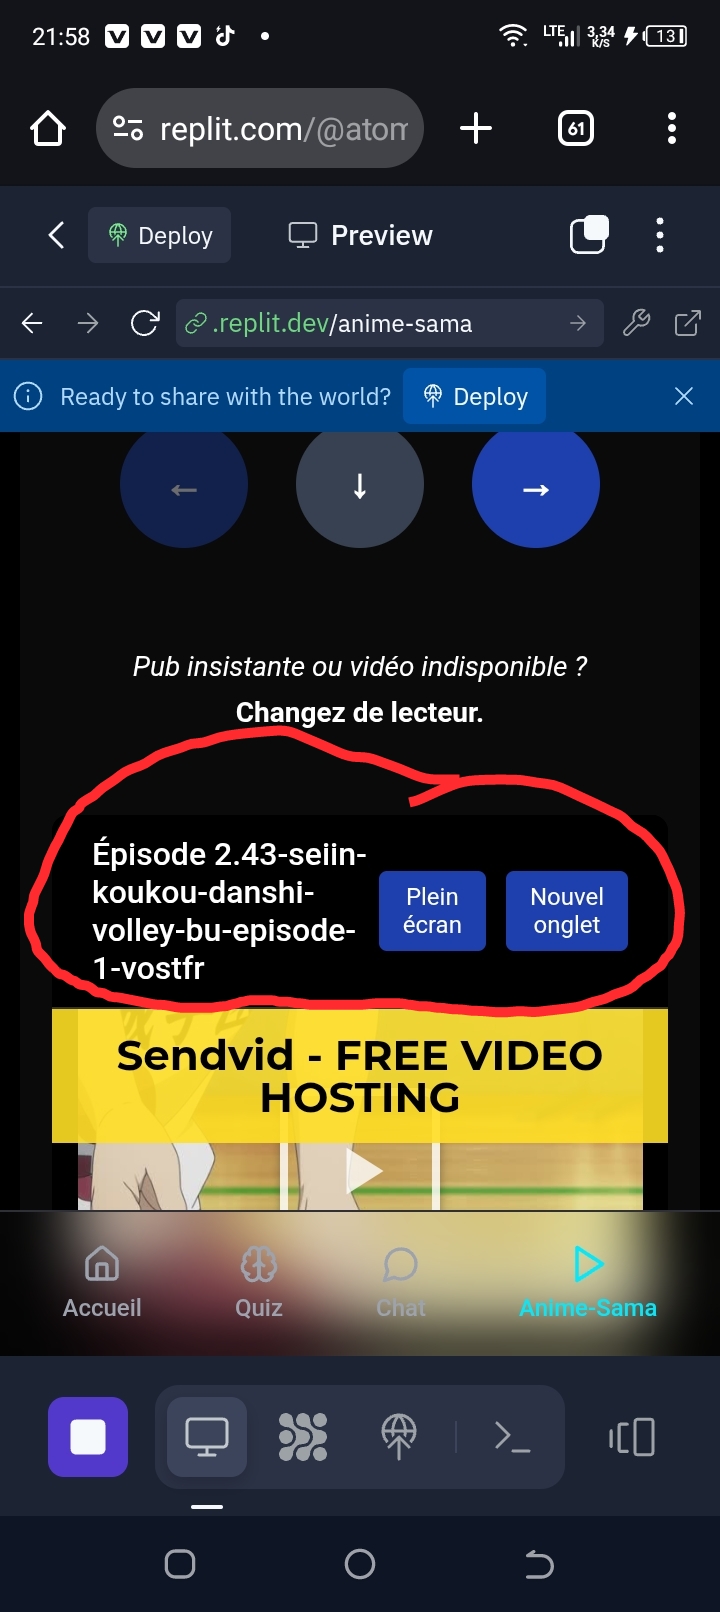 21:58
LTE 3,34 K/S 13
replit.com/@atom
61
Deploy
Preview
.replit.dev/anime-sama
Ready to share with the world?
Deploy
←
↓
→
Pub insistante ou vidéo indisponible ?
Changez de lecteur.
Épisode 2.43-seiin-
koukou-danshi-
volley-bu-episode-
1-vostfr
Plein
écran
Nouvel
onglet
Sendvid - FREE VIDEO
HOSTING
Accueil
Quiz
Chat
Anime-Sama